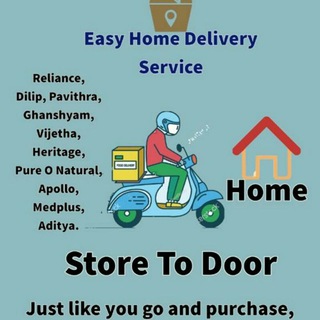 Easy Home Delivery
Service
Reliance,
Dilip, Pavithra,
Ghanshyam,
Vijetha,
Heritage,
Pure O Natural,
Apollo,
Medplus,
Aditya.
Home
Store To Door
Just like you go and purchase,